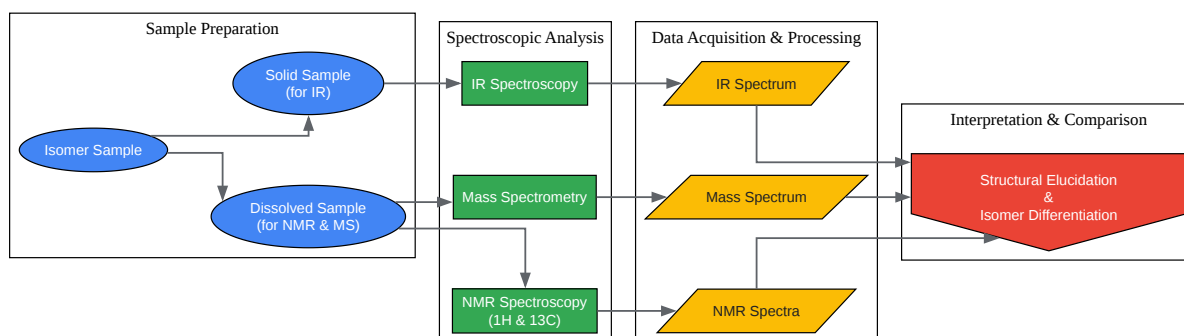 Sample Preparation
Solid Sample
(for IR)
Isomer Sample
Dissolved Sample
(for NMR & MS)
Spectroscopic Analysis
IR Spectroscopy
Mass Spectrometry
NMR Spectroscopy
(1H & 13C)
Data Acquisition & Processing
IR Spectrum
Mass Spectrum
NMR Spectra
Interpretation & Comparison
Structural Elucidation
&
Isomer Differentiation